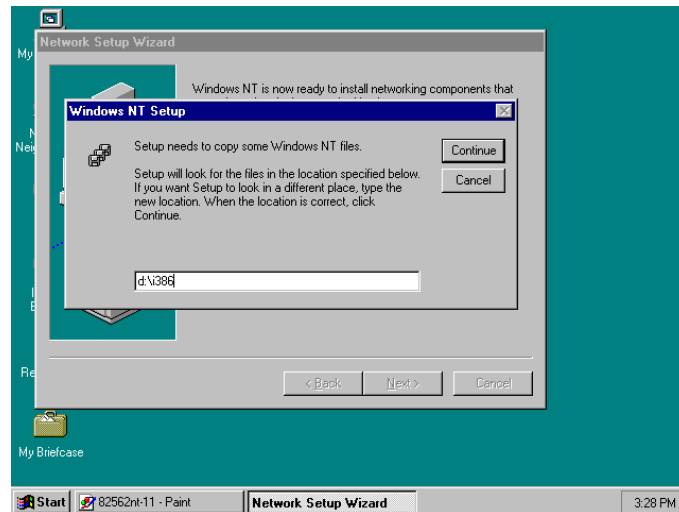 My
Network Setup Wizard
Windows NT is now ready to install networking components that
Windows NT Setup
Nei
Setup needs to copy some Windows NT files.
Continue
Setup will look for the files in the location specified below.
If you want Setup to look in a different place, type the
new location. When the location is correct, click
Continue.
Cancel
d:\i386
Re
< Back
Next >
Cancel
My Briefcase
Start
82562nt-11 - Paint
Network Setup Wizard
3:28 PM